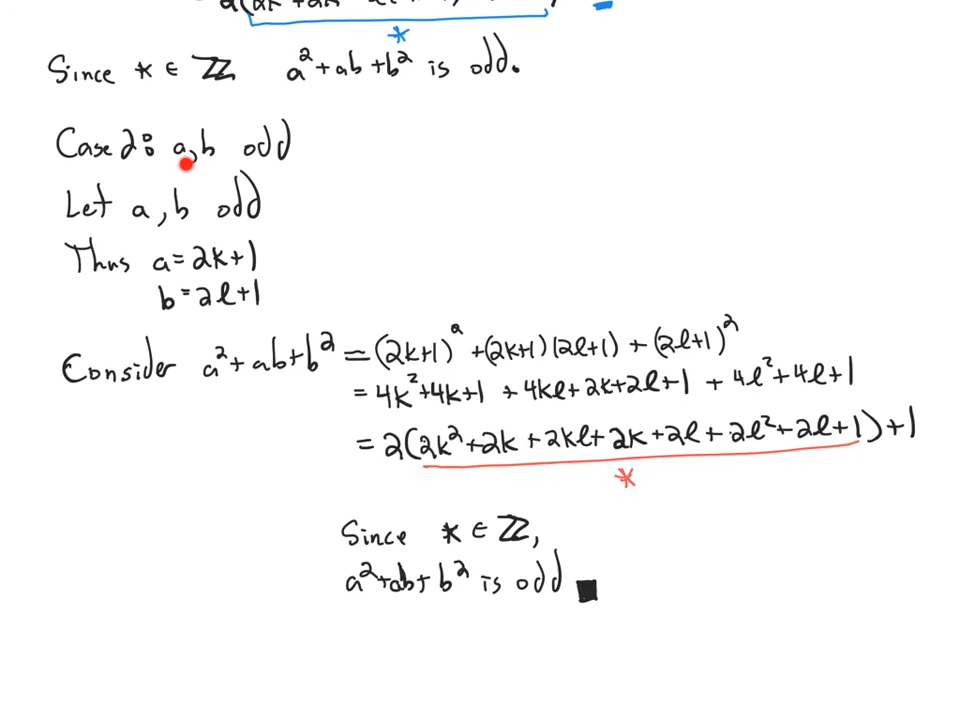 *
Since * ∈ ℤ a²+ab+b² is odd.
Case 2: a,b odd
Let a,b odd
Thus a=2k+1
b=2l+1
Consider a²+ab+b² = (2k+1)² +(2k+1)(2l+1) + (2l+1)²
= 4k²+4k+1 + 4kl+2k+2l+1 + 4l²+4l+1
= 2(2k²+2k+2kl+2k+2l+2l²+2l+1)+1
*
Since * ∈ ℤ,
a²+ab+b² is odd ■